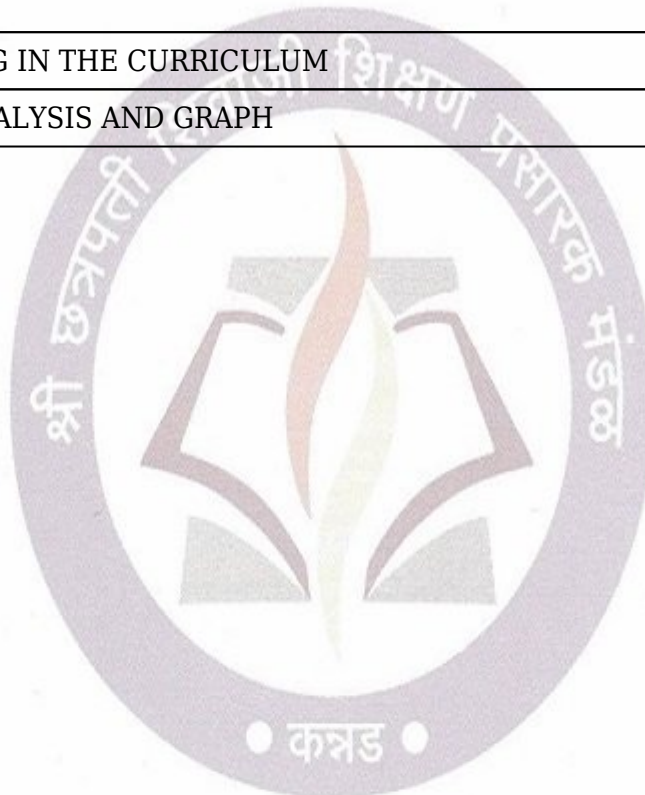 G IN THE CURRICULUM
ALYSIS AND GRAPH
श्री छत्रपती शिवाजी शिक्षण प्रसारक मंडळ
• कन्नड •